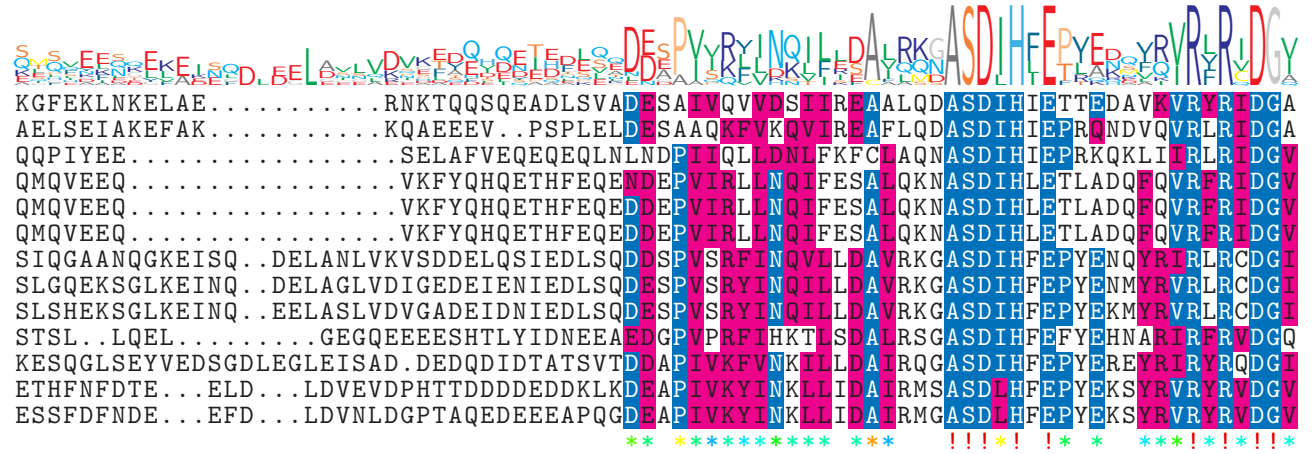 KGFEKLNKELAE...........RNKTQQSQEADLSVADESAIVQVVDSIIREAALQDASDIHIETTEDAVKVRYRIDGA
AELSEIAKEFAK...........KQAEEEV..PSPLELDESAAQKFVKQVIREAFLQDASDIHIEPRQNDVQVRLRIDGA
QQPIYEE.................SELAFVEQEQEQLNLNDPIIQLLDNLFKFCLAQNASDIHIEPRKQKLIIRLRIDGV
QMQVEEQ.................VKFYQHQETHFEQENDEPVIRLLNQIFESALQKNASDIHLETLADQFQVRFRIDGV
QMQVEEQ.................VKFYQHQETHFEQEDDEPVIRLLNQIFESALQKNASDIHLETLADQFQVRFRIDGV
QMQVEEQ.................VKFYQHQETHFEQEDDEPVIRLLNQIFESALQKNASDIHLETLADQFQVRFRIDGV
SIQGAANQGKEISQ..DELANLVKVSDDELQSIEDLSQDDSPVSRFINQVLLDAVRKGASDIHFEPYENQYRIRLRCDGI
SLGQEKSGLKEINQ..DELAGLVDIGEDEIENIEDLSQDESPVSRYINQILLDAVRKGASDIHFEPYENMYRVRLRCDGI
SLSHEKSGLKEINQ..EELASLVDVGADEIDNIEDLSQDESPVSRYINQILLDAVRKGASDIHFEPYEKMYRVRLRCDGI
STSL..LQEL.........GEGQEEEESHTLYIDNEEAEDGPVPRFIHKTLSDALRSGASDIHFEFYEHNARIRFRVDGQ
KESQGLSEYVEDSGDLEGLEISAD.DEDQDIDTATSVTDDAPIVKFVNKILLDAIRQGASDIHFEPYEREYRIRYRQDGI
ETHFNFDTE...ELD...LDVEVDPHTTDDDDEDDKLKDEAPIVKYINKLLIDAIRMSASDLHFEPYEKSYRVRYRVDGV
ESSFDFNDE...EFD...LDVNLDGPTAQEDEEEAPQGDEAPIVKYINKLLIDAIRMGASDLHFEPYEKSYRVRYRVDGV
** ********** ***   !!!*! !* *  ***!*!*!!*